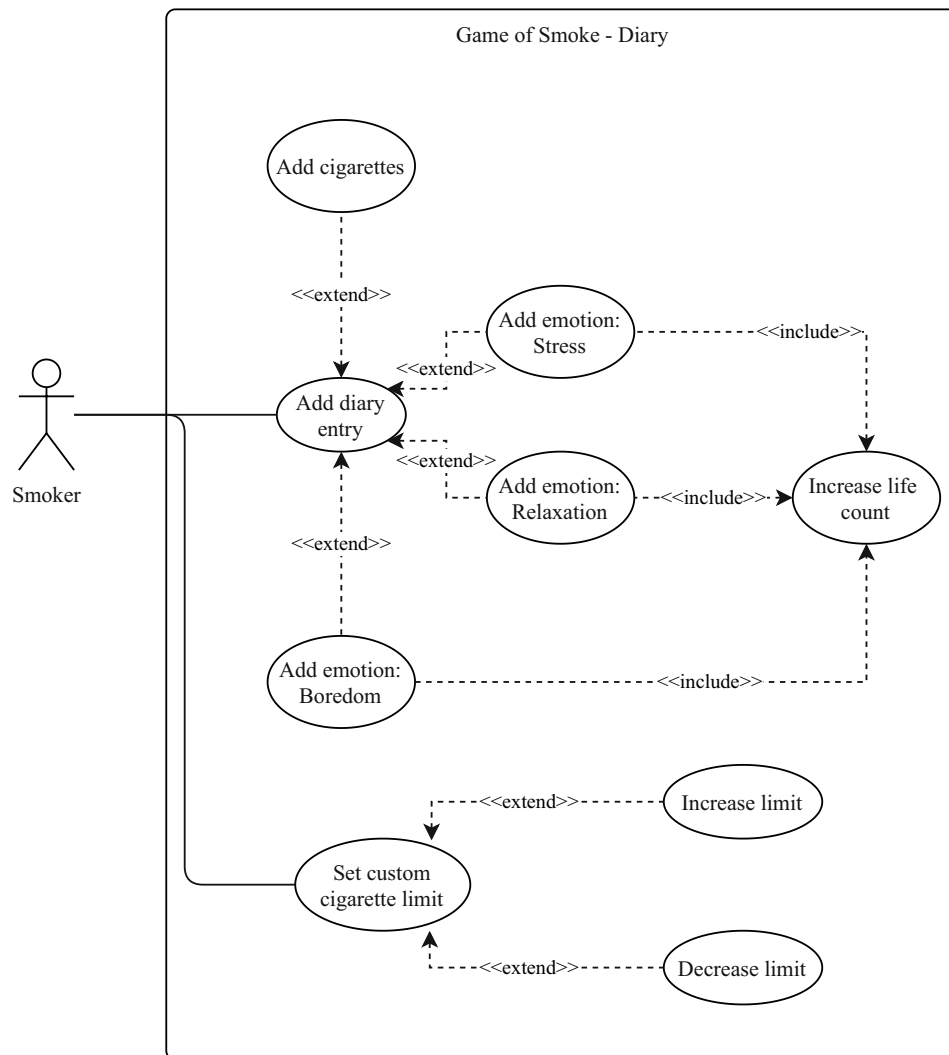 Game of Smoke - Diary
Add cigarettes
<<extend>>
Add emotion:
Stress
<<include>>
<<extend>>
Add diary
entry
Smoker
<<extend>>
Add emotion:
Relaxation
<<include>>
Increase life
count
<<extend>>
Add emotion:
Boredom
<<include>>
<<extend>>
Increase limit
Set custom
cigarette limit
<<extend>>
Decrease limit